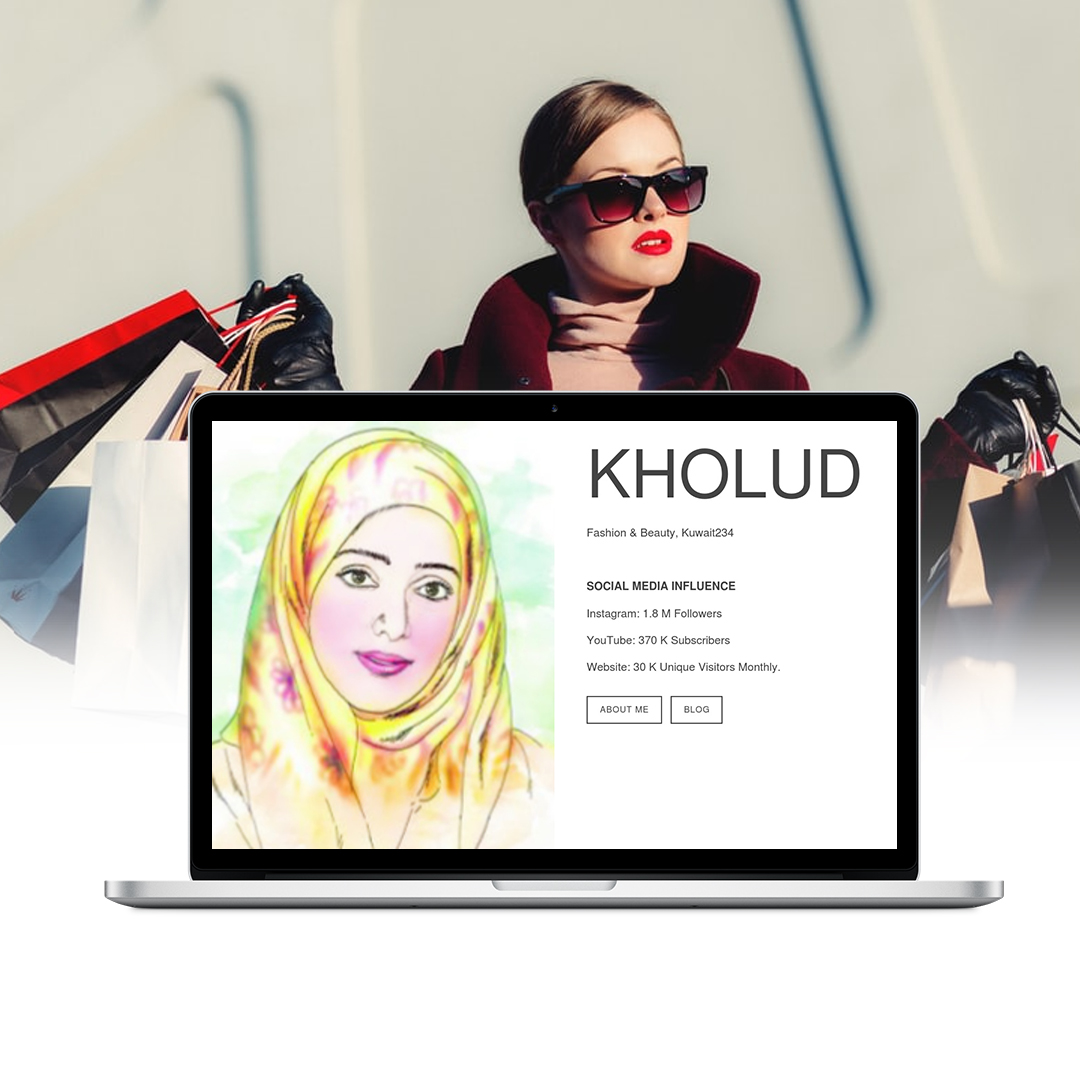 KHOLUD
Fashion & Beauty, Kuwait234
SOCIAL MEDIA INFLUENCE
Instagram: 1.8 M Followers
YouTube: 370 K Subscribers
Website: 30 K Unique Visitors Monthly.
ABOUT ME
BLOG